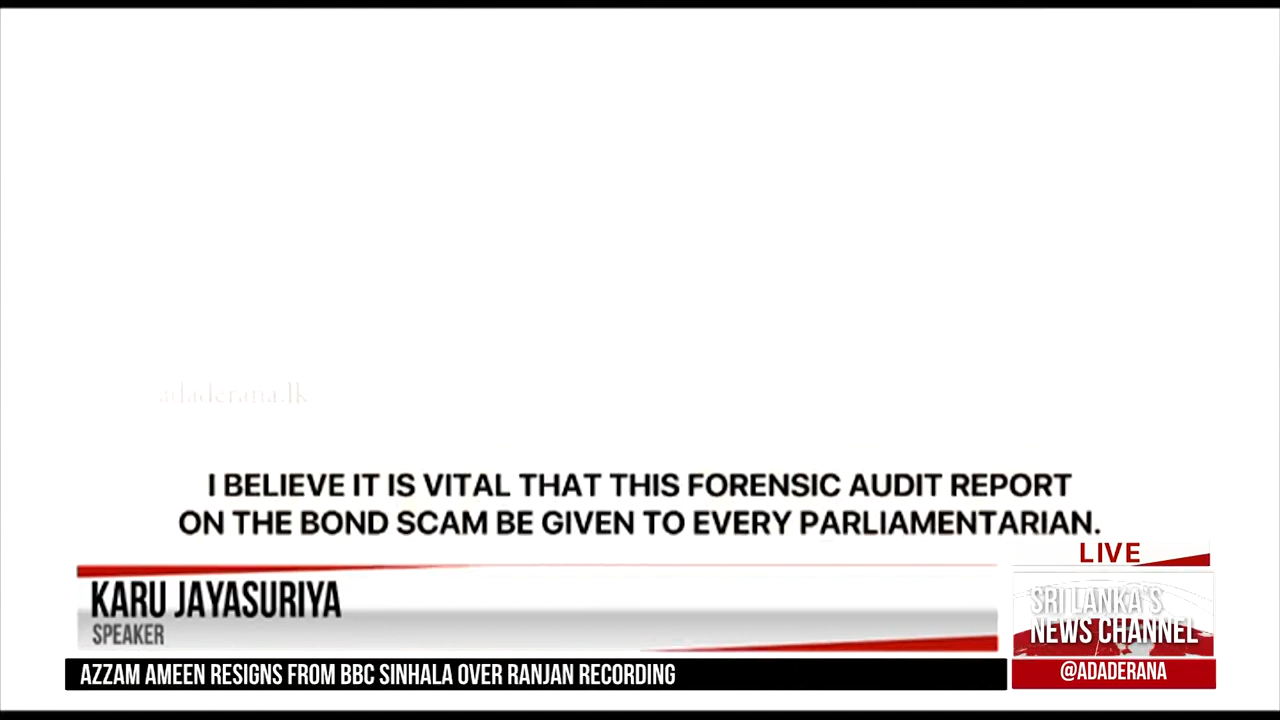 adaderana.lk
I BELIEVE IT IS VITAL THAT THIS FORENSIC AUDIT REPORT
ON THE BOND SCAM BE GIVEN TO EVERY PARLIAMENTARIAN.
LIVE
KARU JAYASURIYA
SPEAKER
SRI LANKA'S
NEWS CHANNEL
AZZAM AMEEN RESIGNS FROM BBC SINHALA OVER RANJAN RECORDING
@ADADERANA